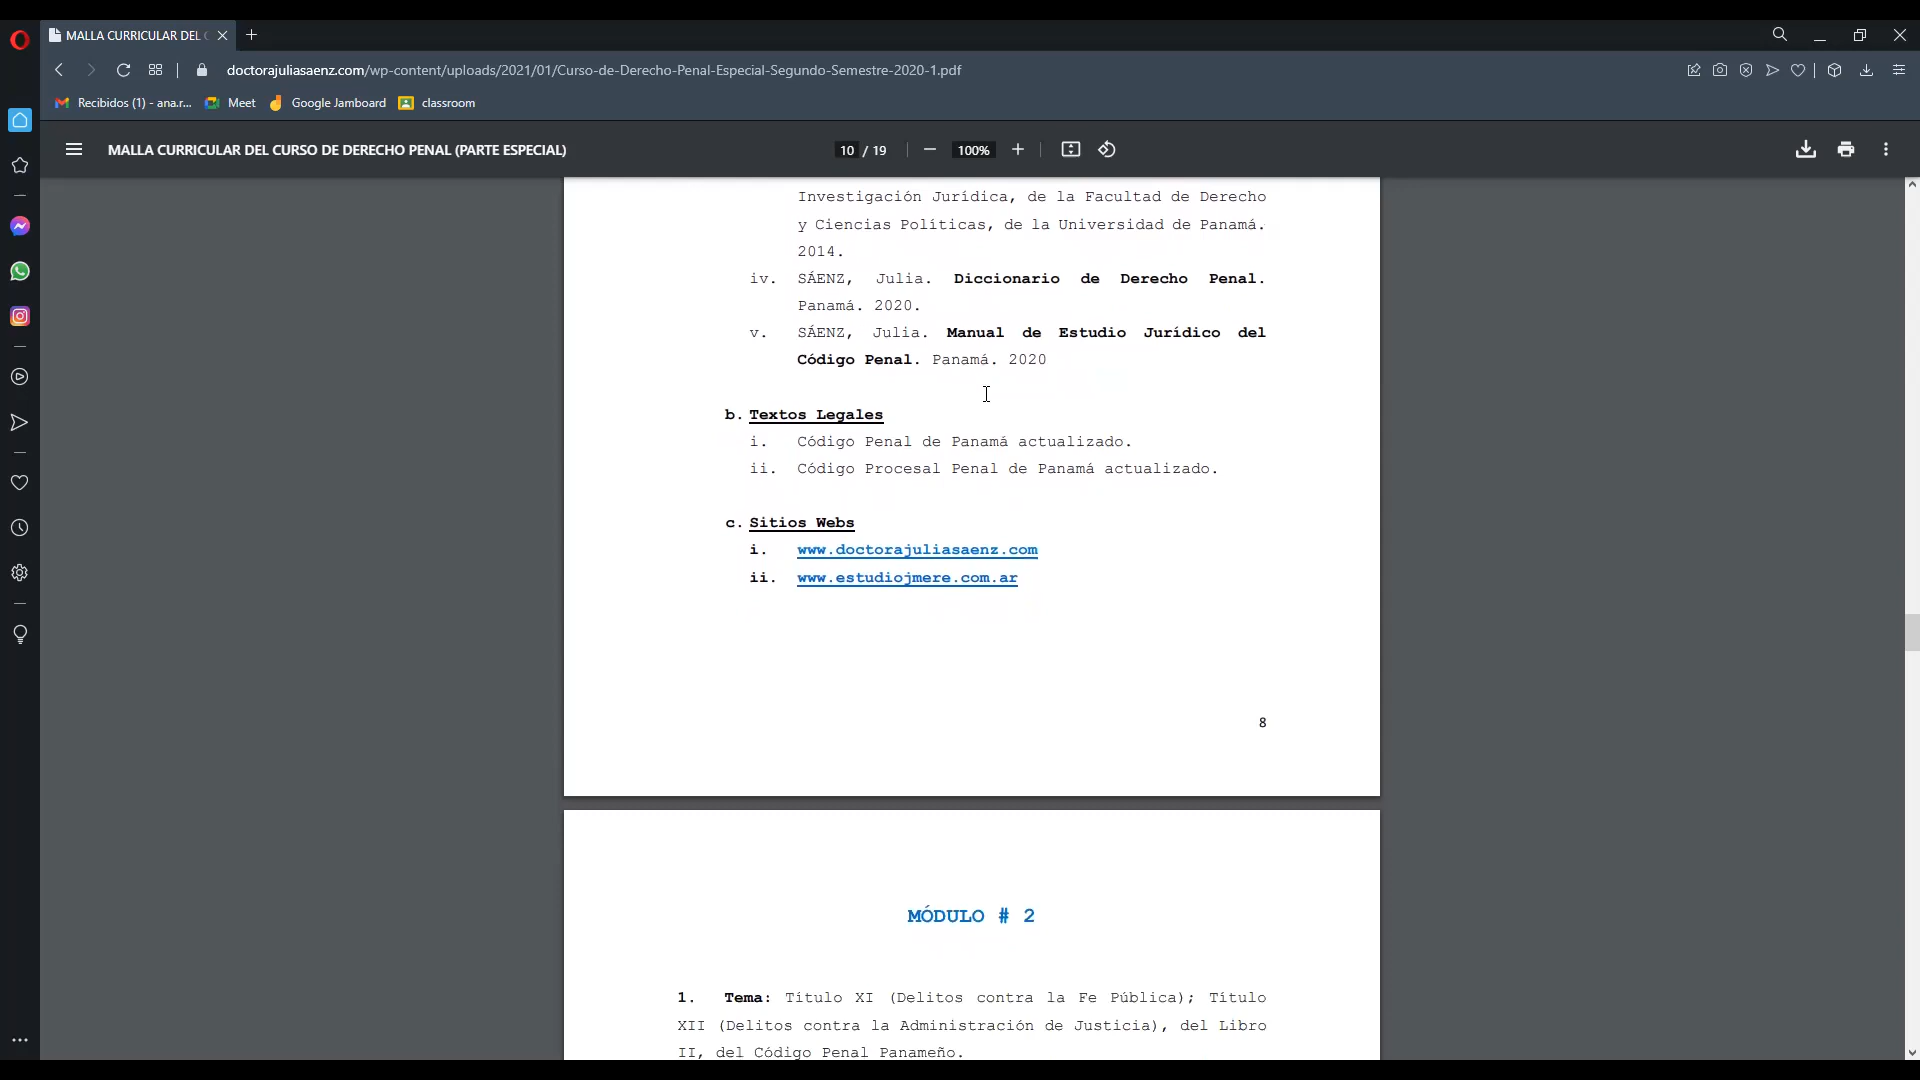 MALLA CURRICULAR DEL
doctorajuliasaenz.com/wp-content/uploads/2021/01/Curso-de-Derecho-Penal-Especial-Segundo-Semestre-2020-1.pdf
Recibidos (1) - ana.r... Meet Google Jamboard classroom
MALLA CURRICULAR DEL CURSO DE DERECHO PENAL (PARTE ESPECIAL) 10 / 19 100%
Investigación Jurídica, de la Facultad de Derecho
y Ciencias Políticas, de la Universidad de Panamá.
2014.
iv. SÁENZ, Julia. Diccionario de Derecho Penal.
Panamá. 2020.
v. SÁENZ, Julia. Manual de Estudio Jurídico del
Código Penal. Panamá. 2020
b. Textos Legales
i. Código Penal de Panamá actualizado.
ii. Código Procesal Penal de Panamá actualizado.
c. Sitios Webs
i. www.doctorajuliasaenz.com
ii. www.estudiojmere.com.ar
8
MÓDULO # 2
1. Tema: Título XI (Delitos contra la Fe Pública); Título
XII (Delitos contra la Administración de Justicia), del Libro
II, del Código Penal Panameño.